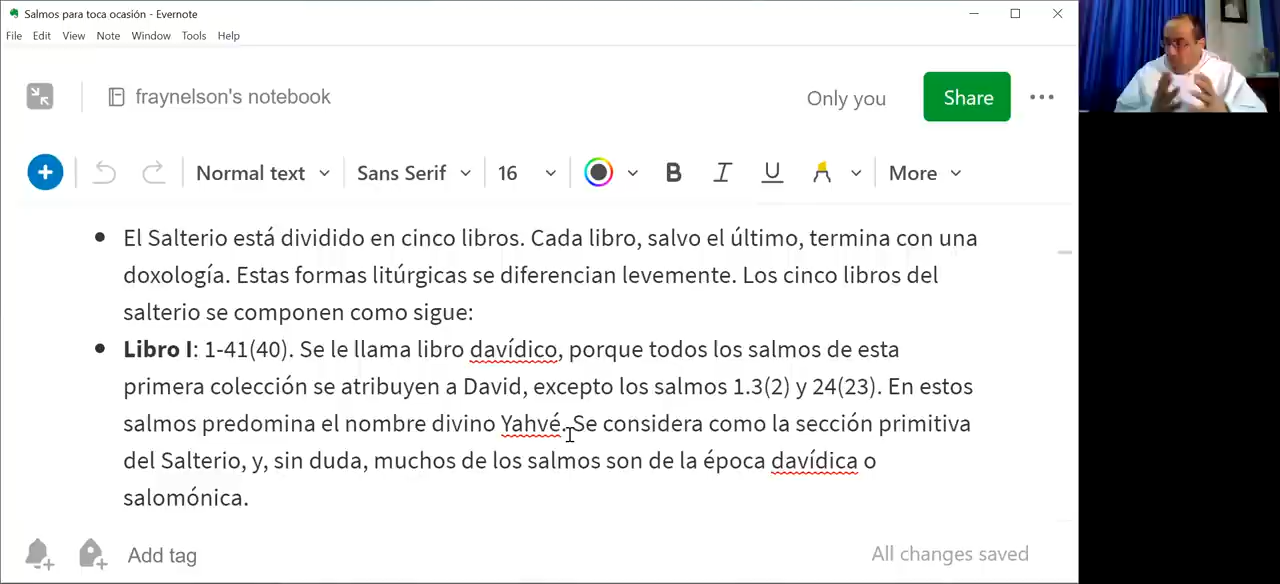 Salmos para toca ocasión - Evernote
File Edit View Note Window Tools Help
fraynelson's notebook
Only you
Share
Normal text
Sans Serif
16
B I U
More
El Salterio está dividido en cinco libros. Cada libro, salvo el último, termina con una
doxología. Estas formas litúrgicas se diferencian levemente. Los cinco libros del
salterio se componen como sigue:
Libro I: 1-41(40). Se le llama libro davídico, porque todos los salmos de esta
primera colección se atribuyen a David, excepto los salmos 1.3(2) y 24(23). En estos
salmos predomina el nombre divino Yahvé. Se considera como la sección primitiva
del Salterio, y, sin duda, muchos de los salmos son de la época davídica o
salomónica.
Add tag
All changes saved